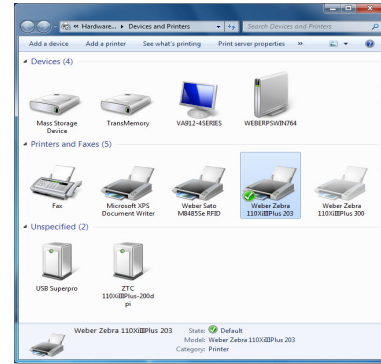 « Hardware... ▸ Devices and Printers
Search Devices and Printers
Add a device Add a printer See what's printing Print server properties »
Devices (4)
Mass Storage
Device
TransMemory
VA912-4SERIES
WEBERPSWIN764
Printers and Faxes (5)
Fax
Microsoft XPS
Document Writer
Weber Sato
M8485Se RFID
Weber Zebra
110XiIIIPlus 203
Weber Zebra
110XiIIIPlus 300
Unspecified (2)
USB Superpro
ZTC
110XiIIIPlus-200d
pi
Weber Zebra 110XiIIIPlus 203 State: Default
Model: Weber Zebra 110XiIIIPlus 203
Category: Printer